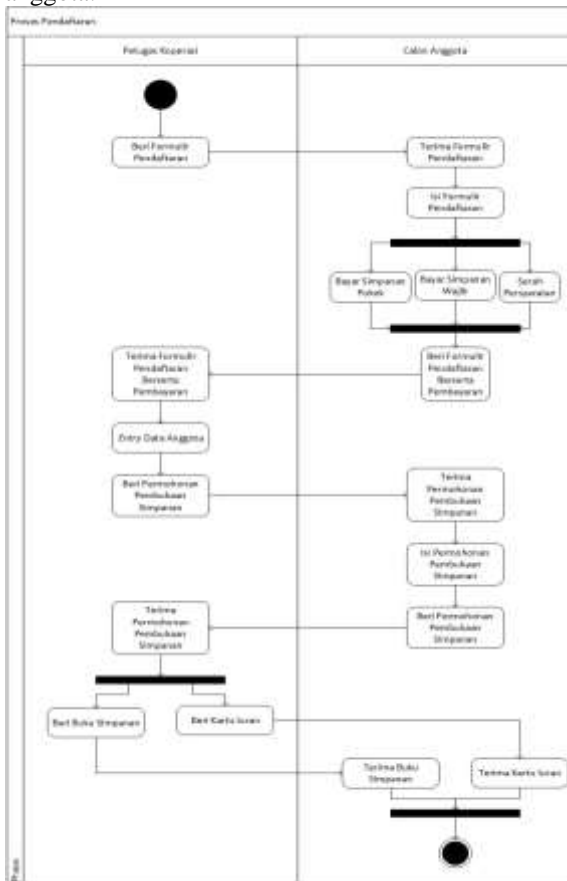 anggota.
Proses Pendaftaran
Petugas Koperasi
Calon Anggota
Beri Formulir
Pendaftaran
Terima Formulir
Pendaftaran
Isi Formulir
Pendaftaran
Bayar Simpanan
Pokok
Bayar Simpanan
Wajib
Serah
Persyaratan
Terima Formulir
Pendaftaran
Berserta
Pembayaran
Beri Formulir
Pendaftaran
Berserta
Pembayaran
Entry Data Anggota
Beri Permohonan
Pembukaan
Simpanan
Terima
Permohonan
Pembukaan
Simpanan
Isi Permohonan
Pembukaan
Simpanan
Terima
Permohonan
Pembukaan
Simpanan
Beri Permohonan
Pembukaan
Simpanan
Beri Buku Simpanan
Beri Kartu Iuran
Terima Buku
Simpanan
Terima Kartu Iuran
Phase